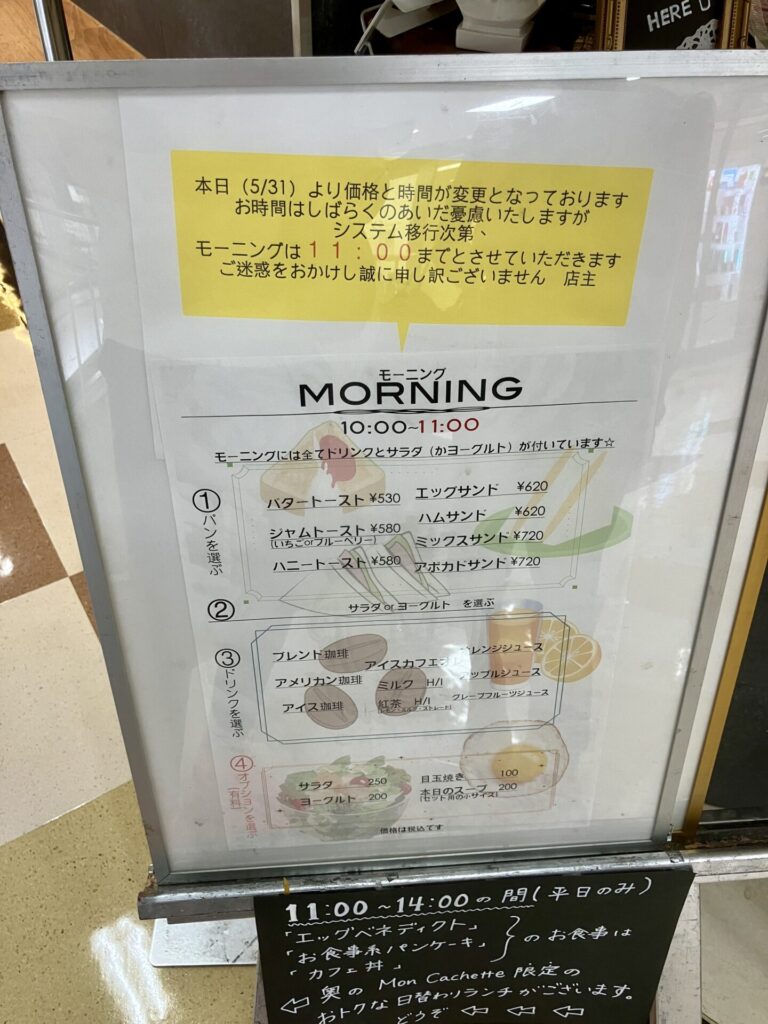 HERE
本日（5/31）より価格と時間が変更となっております
お時間はしばらくのあいだ憂慮いたしますが
システム移行次第、
モーニングは１１：００までとさせていただきます
ご迷惑をおかけし誠に申し訳ございません　店主
モーニング
MORNING
10:00~11:00
モーニングには全てドリンクとサラダ（かヨーグルト）が付いています☆
①パンを選ぶ
バタートースト ¥530
ジャムトースト ¥580
(いちごorブルーベリー)
ハニートースト ¥580
エッグサンド ¥620
ハムサンド ¥620
ミックスサンド ¥720
アボカドサンド ¥720
② サラダ or ヨーグルト を選ぶ
③ドリンクを選ぶ
ブレンド珈琲
アメリカン珈琲
アイス珈琲
アイスカフェオレ
ミルク H/I
紅茶 H/I
(レモン・ミルク・ストレート)
オレンジジュース
アップルジュース
グレープフルーツジュース
④オプションを選ぶ
(有料)
サラダ 250
ヨーグルト 200
目玉焼き 100
本日のスープ 200
(セット用の小サイズ)
価格は税込です
11:00~14:00の間(平日のみ)
「エッグベネディクト」
「お食事系パンケーキ」
「カフェ丼」
のお食事は
奥の Mon Cachette 限定の
おトクな日替わりランチがございます。
どうぞ